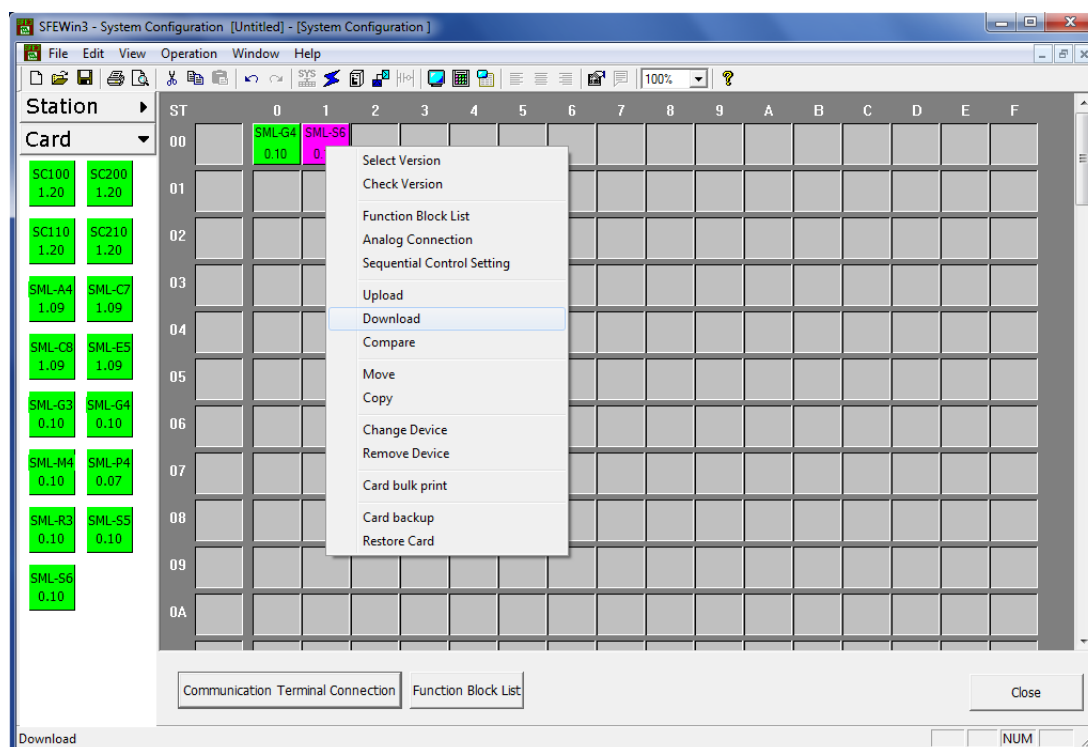 SFEWin3 - System Configuration [Untitled] - [System Configuration ]
File Edit View Operation Window Help
SYS 100%
Station
Card
SC100 SC200
1.20 1.20
SC110 SC210
1.20 1.20
SML-A4 SML-C7
1.09 1.09
SML-C8 SML-E5
1.09 1.09
SML-G3 SML-G4
0.10 0.10
SML-M4 SML-P4
0.10 0.07
SML-R3 SML-S5
0.10 0.10
SML-S6
0.10
ST 0 1 2 3 4 5 6 7 8 9 A B C D E F
00 SML-G4 SML-S6
0.10 0.
01
02
03
04
05
06
07
08
09
0A
Select Version
Check Version
Function Block List
Analog Connection
Sequential Control Setting
Upload
Download
Compare
Move
Copy
Change Device
Remove Device
Card bulk print
Card backup
Restore Card
Communication Terminal Connection Function Block List Close
Download NUM